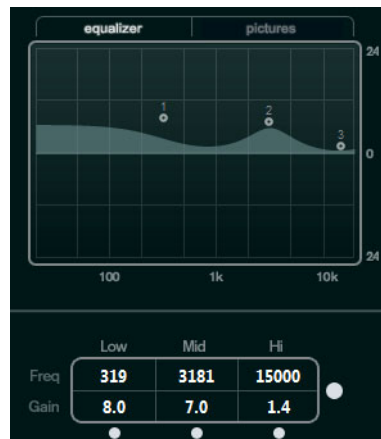 equalizer pictures
24
1 2 3
0
24
100 1k 10k
Low Mid Hi
Freq 319 3181 15000
Gain 8.0 7.0 1.4